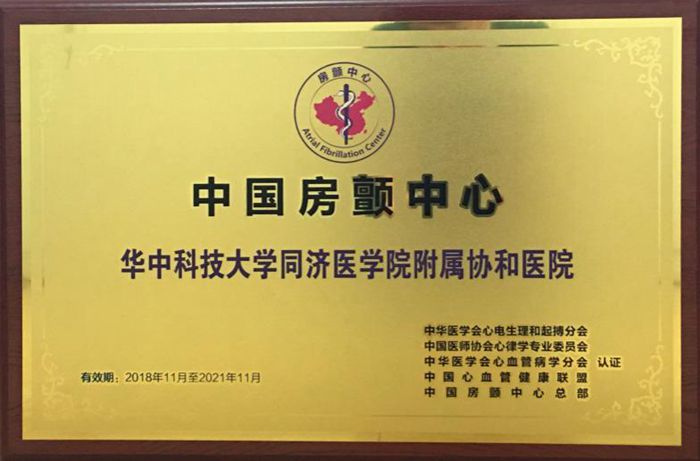 房颤中心
Atrial Fibrillation Center
中国房颤中心
华中科技大学同济医学院附属协和医院
中华医学会心电生理和起搏分会
中国医师协会心律学专业委员会
中华医学会心血管病学分会 认证
中国心血管健康联盟
中国房颤中心总部
有效期：2018年11月至2021年11月